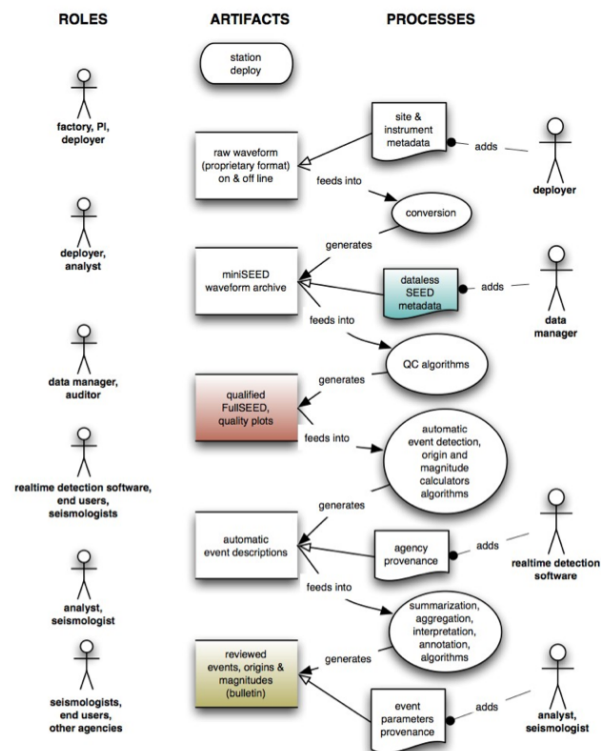 ROLES
ARTIFACTS
PROCESSES
station
deploy
factory, PI,
deployer
raw waveform
(proprietary format)
on & off line
site &
instrument
metadata
adds
deployer
feeds into
conversion
generates
deployer,
analyst
miniSEED
waveform archive
dataless
SEED
metadata
adds
data
manager
feeds into
QC algorithms
generates
data manager,
auditor
qualified
FullSEED,
quality plots
feeds into
automatic
event detection,
origin and
magnitude
calculators
algorithms
realtime detection software,
end users,
seismologists
generates
automatic
event descriptions
agency
provenance
adds
realtime detection
software
feeds into
analyst,
seismologist
summarization,
aggregation,
interpretation,
annotation,
algorithms
generates
reviewed
events, origins &
magnitudes
(bulletin)
seismologists,
end users,
other agencies
event
parameters
provenance
adds
analyst,
seismologist